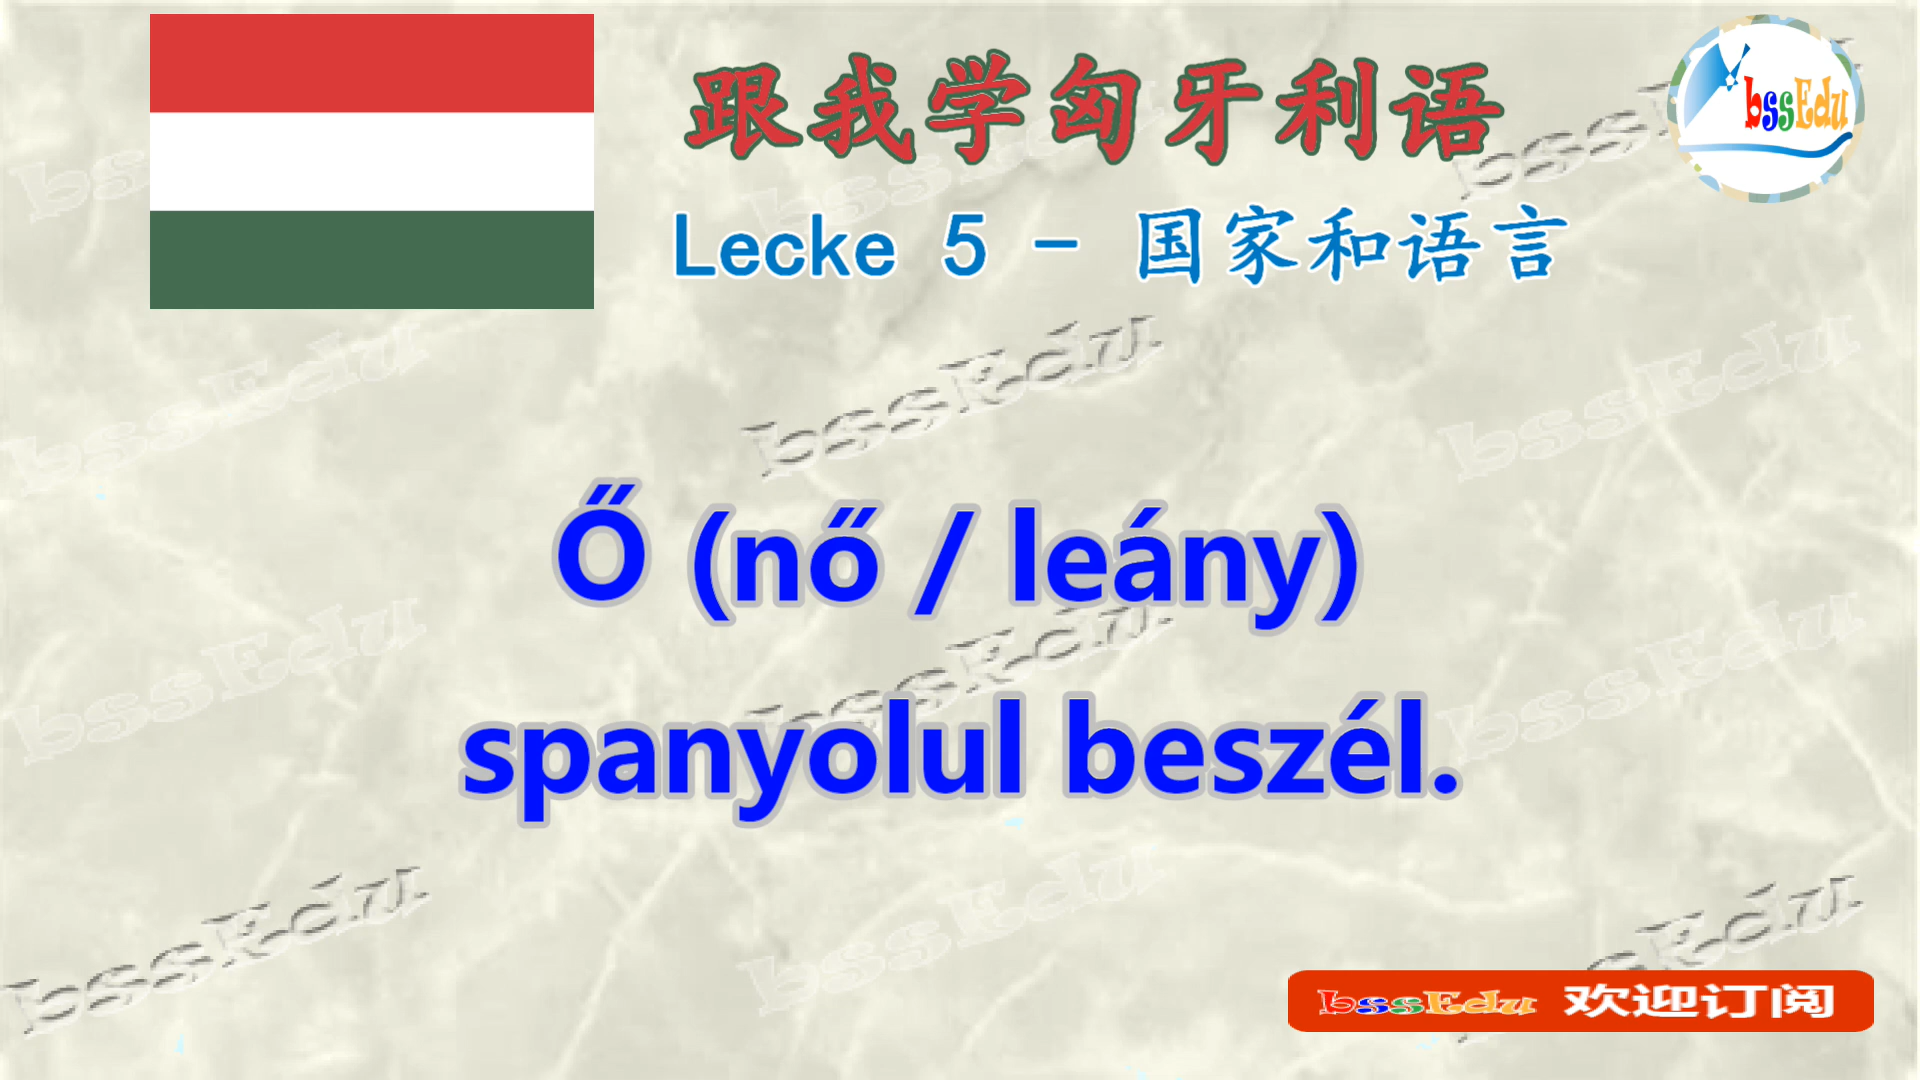 跟我学匈牙利语
bssEdu
Lecke 5 - 国家和语言
Ő (nő / leány)
spanyolul beszél.
bssEdu 欢迎订阅